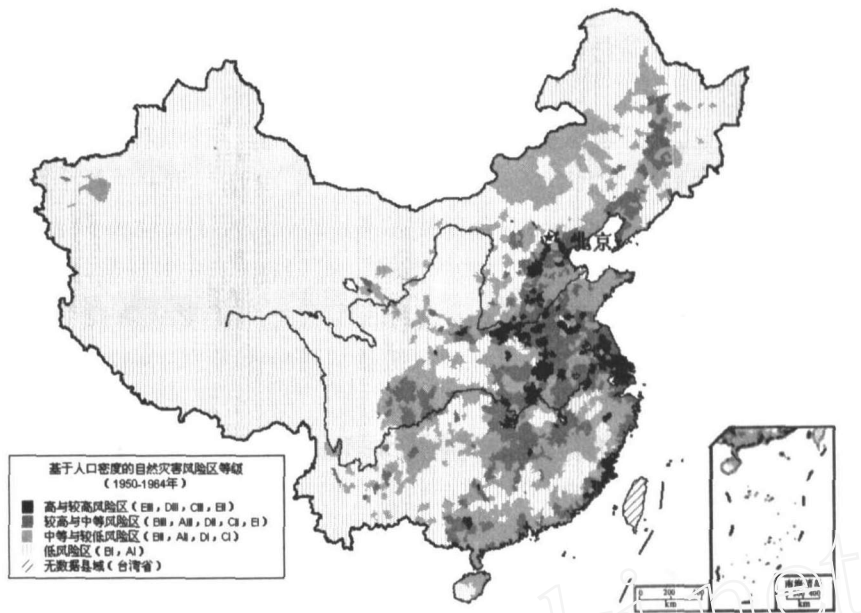 北京
基于人口密度的自然灾害风险区等级
(1950-1984年)
高与较高风险区(EⅢ,DⅢ,CⅢ,EⅡ)
较高与中等风险区(BⅢ,AⅢ,DⅡ,CⅡ,EⅠ)
中等与较低风险区(BⅡ,AⅡ,DⅠ,CⅠ)
低风险区(BⅠ,AⅠ)
无数据县域(台湾省)
0 200
km
km